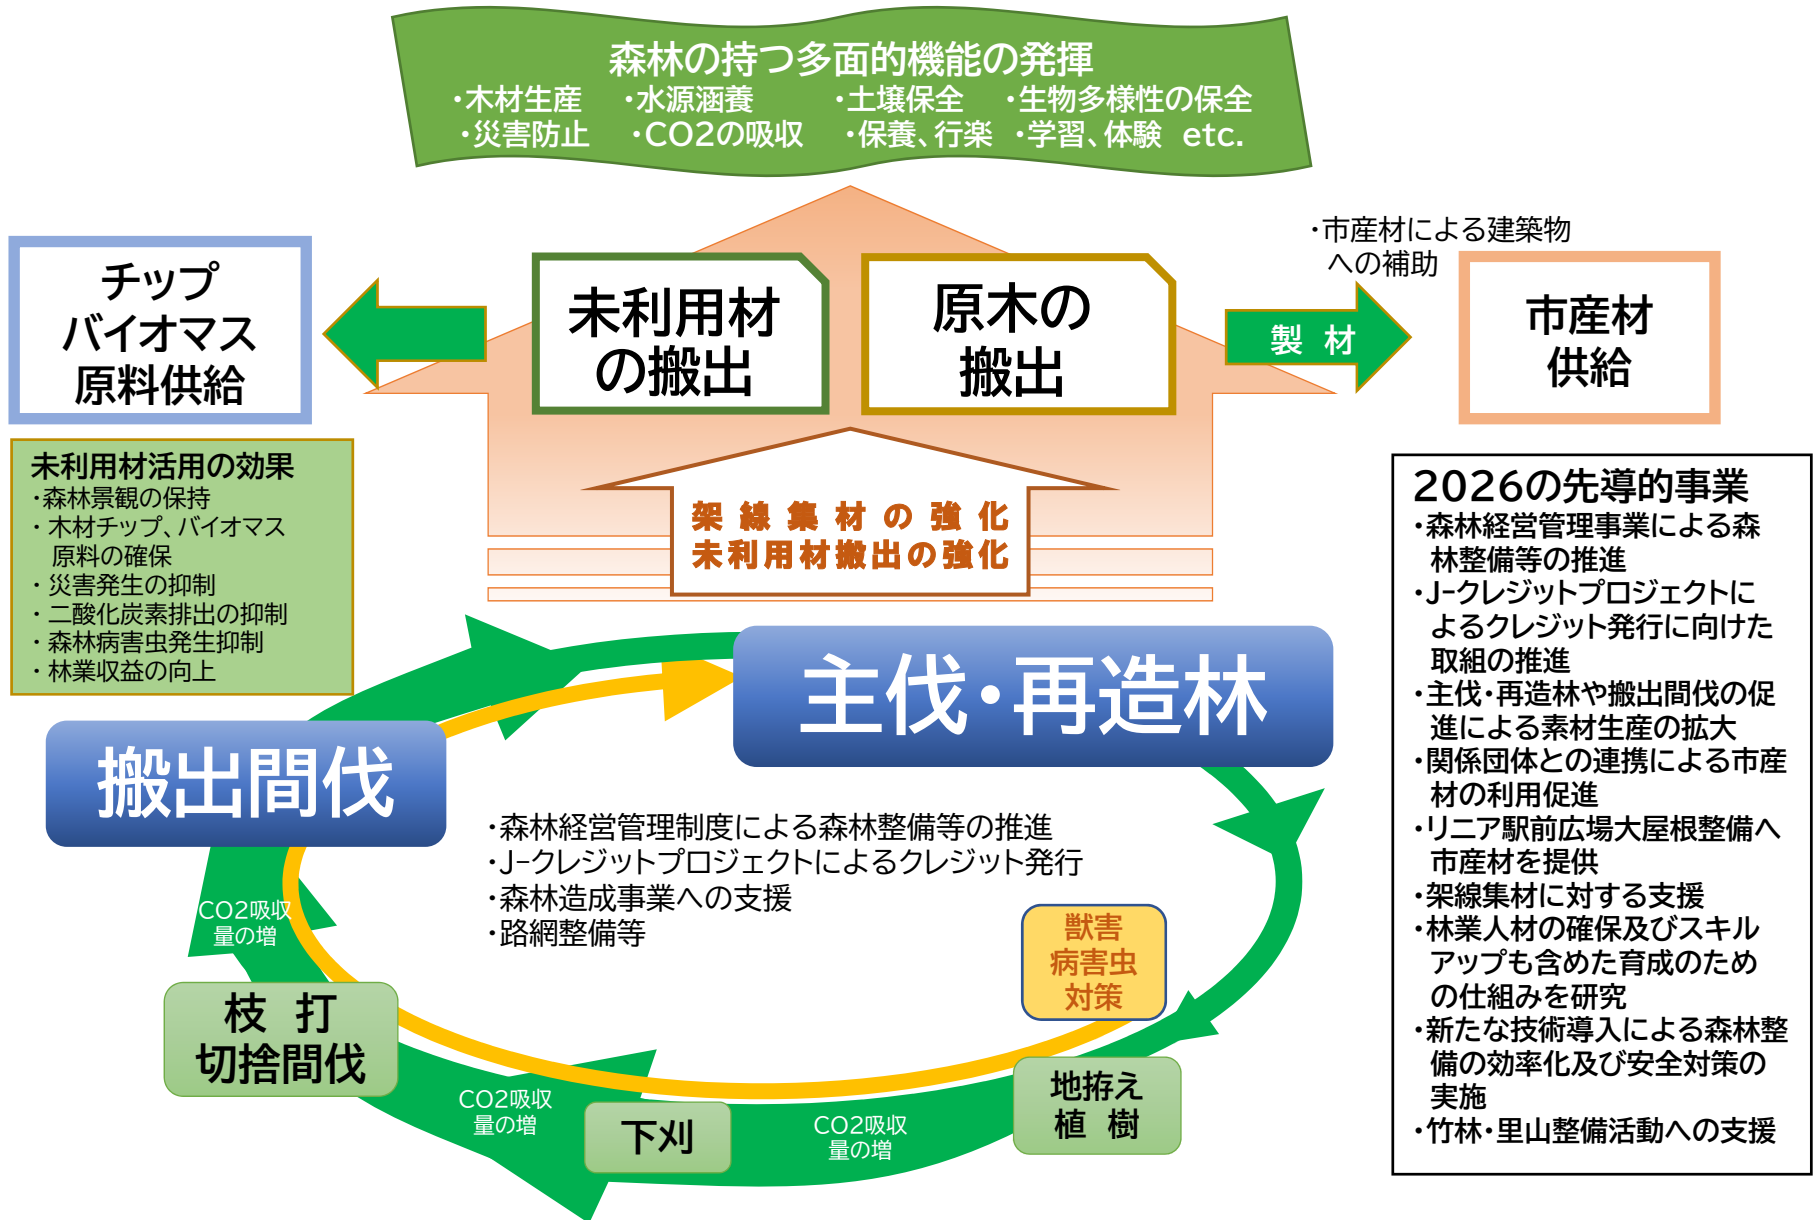 森林の持つ多面的機能の発揮
・木材生産　・水源涵養　・土壌保全　・生物多様性の保全
・災害防止　・CO2の吸収　・保養、行楽　・学習、体験　etc.
チップ
バイオマス
原料供給
未利用材
の搬出
原木の
搬出
製 材
・市産材による建築物
への補助
市産材
供給
未利用材活用の効果
・森林景観の保持
・木材チップ、バイオマス
原料の確保
・災害発生の抑制
・二酸化炭素排出の抑制
・森林病害虫発生抑制
・林業収益の向上
架線集材の強化
未利用材搬出の強化
主伐・再造林
搬出間伐
・森林経営管理制度による森林整備等の推進
・J-クレジットプロジェクトによるクレジット発行
・森林造成事業への支援
・路網整備等
獣害
病害虫
対策
CO2吸収
量の増
枝 打
切捨間伐
CO2吸収
量の増
下刈
CO2吸収
量の増
地拵え
植 樹
2026の先導的事業
・森林経営管理事業による森
林整備等の推進
・J-クレジットプロジェクトに
よるクレジット発行に向けた
取組の推進
・主伐・再造林や搬出間伐の促
進による素材生産の拡大
・関係団体との連携による市産
材の利用促進
・リニア駅前広場大屋根整備へ
市産材を提供
・架線集材に対する支援
・林業人材の確保及びスキル
アップも含めた育成のため
の仕組みを研究
・新たな技術導入による森林整
備の効率化及び安全対策の
実施
・竹林・里山整備活動への支援